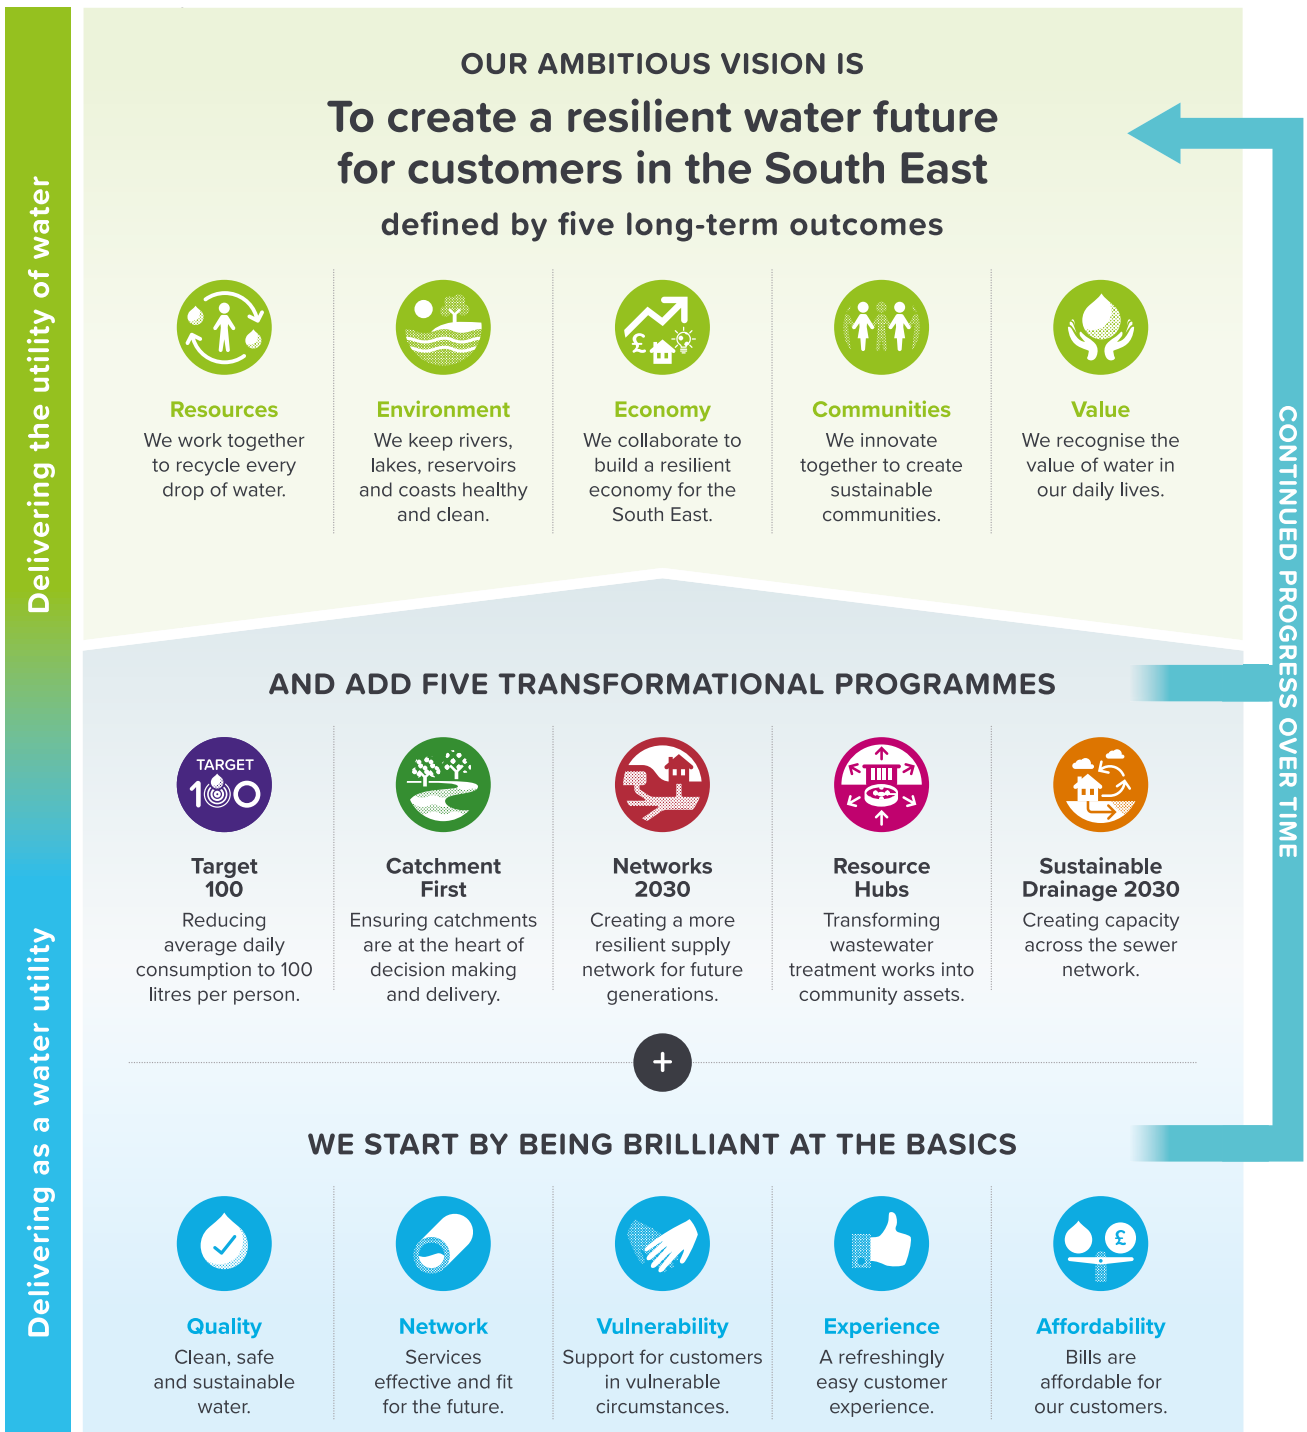 OUR AMBITIOUS VISION IS
To create a resilient water future
for customers in the South East
defined by five long-term outcomes
Resources
We work together
to recycle every
drop of water.
Environment
We keep rivers,
lakes, reservoirs
and coasts healthy
and clean.
Economy
We collaborate to
build a resilient
economy for the
South East.
Communities
We innovate
together to create
sustainable
communities.
Value
We recognise the
value of water in
our daily lives.
£
Delivering the utility of water
CONTINUED PROGRESS OVER TIME
AND ADD FIVE TRANSFORMATIONAL PROGRAMMES
TARGET
100
Target
100
Reducing
average daily
consumption to 100
litres per person.
Catchment
First
Ensuring catchments
are at the heart of
decision making
and delivery.
Networks
2030
Creating a more
resilient supply
network for future
generations.
Resource
Hubs
Transforming
wastewater
treatment works into
community assets.
Sustainable
Drainage 2030
Creating capacity
across the sewer
network.
+
Delivering as a water utility
WE START BY BEING BRILLIANT AT THE BASICS
Quality
Clean, safe
and sustainable
water.
Network
Services
effective and fit
for the future.
Vulnerability
Support for customers
in vulnerable
circumstances.
Experience
A refreshingly
easy customer
experience.
£
Affordability
Bills are
affordable for
our customers.